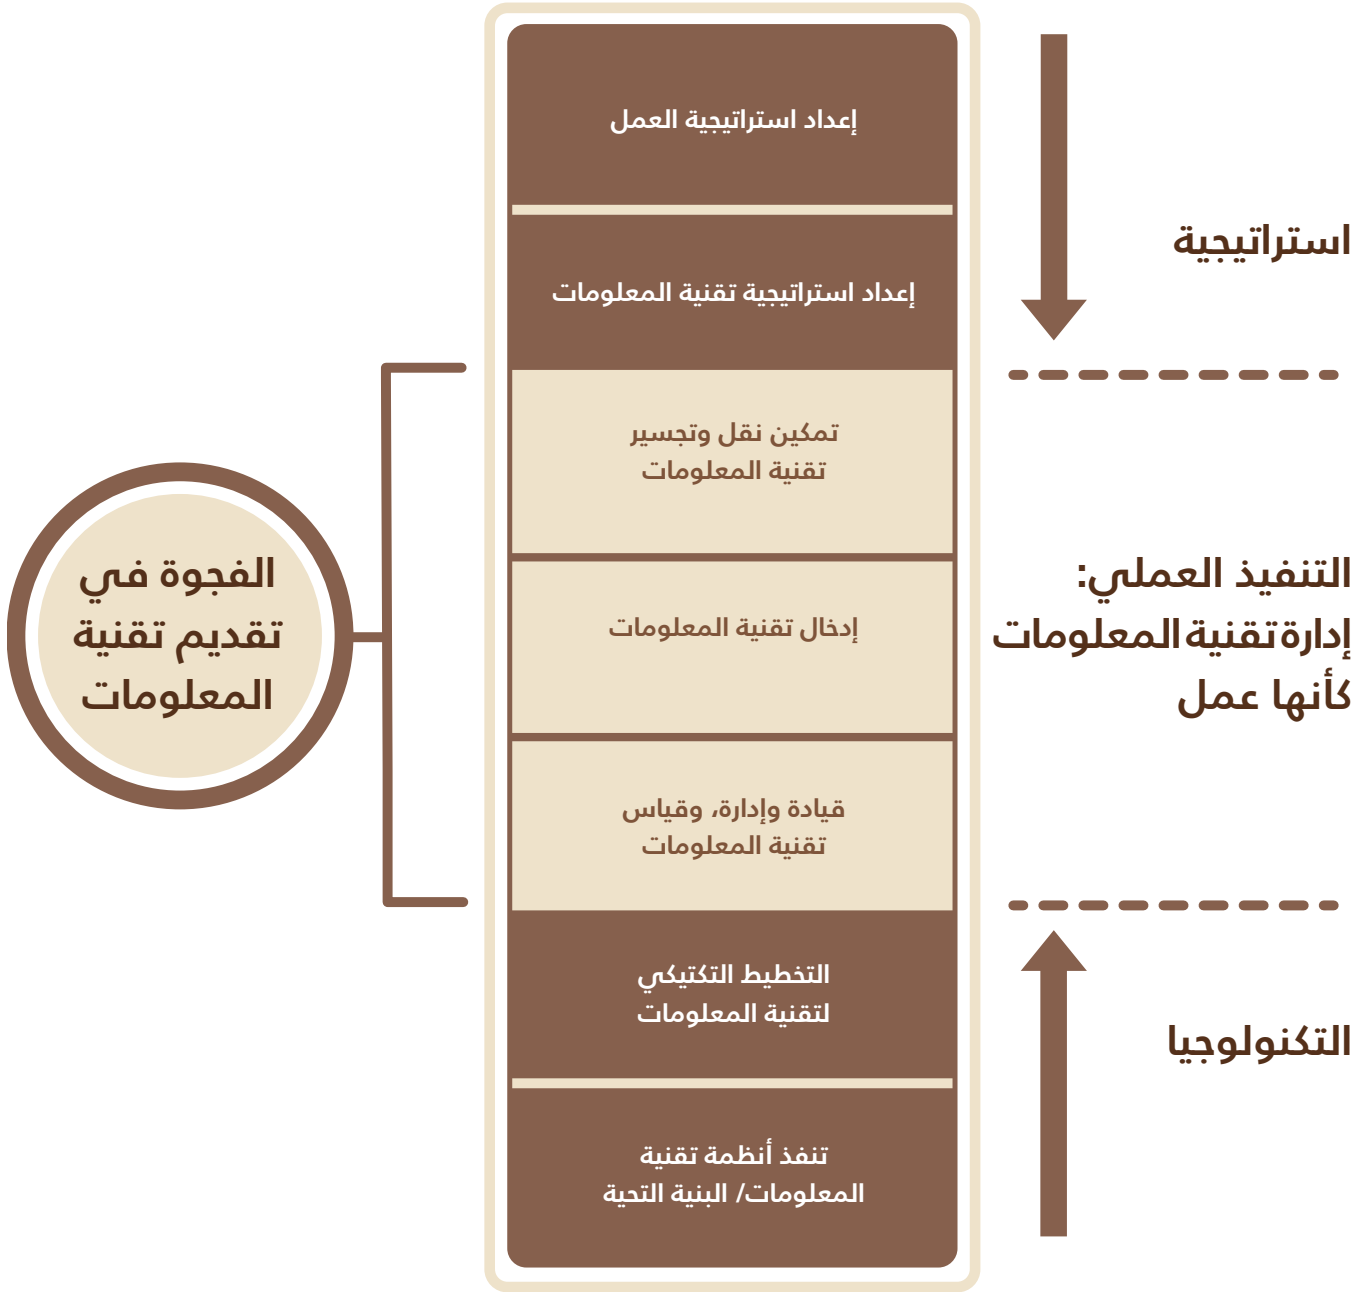 إعداد استراتيجية العمل
استراتيجية
إعداد استراتيجية تقنية المعلومات
تمكين نقل وتجسير
تقنية المعلومات
التنفيذ العملي:
إدارة تقنية المعلومات
كأنها عمل
إدخال تقنية المعلومات
الفجوة في
تقديم تقنية
المعلومات
قيادة وإدارة، وقياس
تقنية المعلومات
التخطيط التكتيكي
لتقنية المعلومات
التكنولوجيا
تنفذ أنظمة تقنية
المعلومات/ البنية التحية